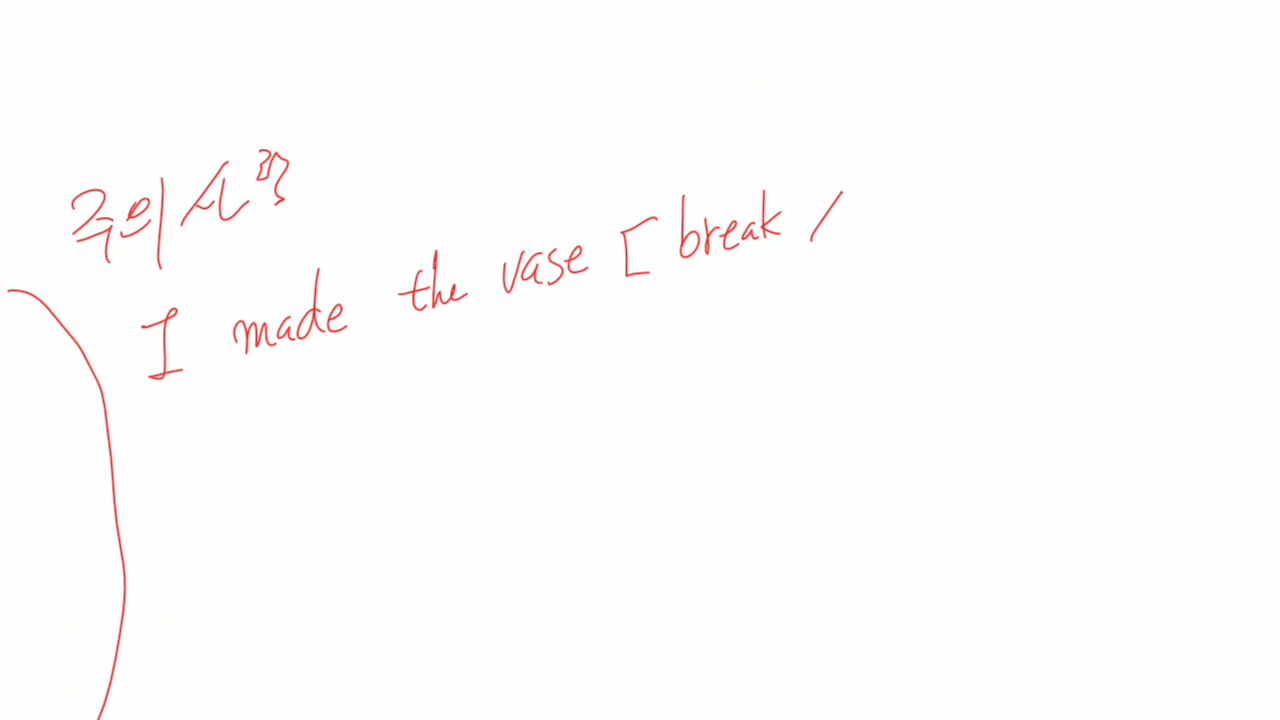 주의 사항
I made the vase [ break /